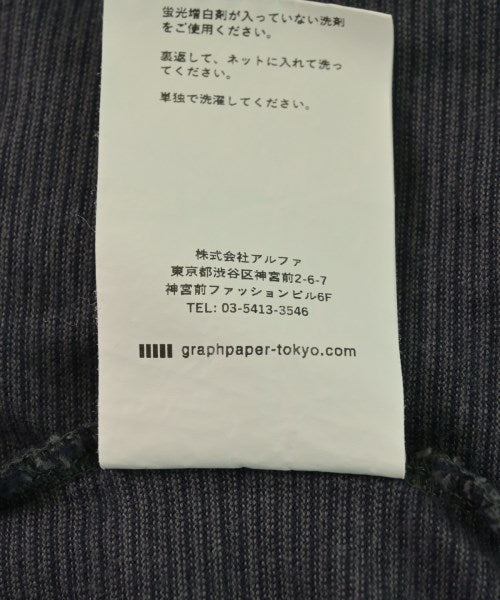 蛍光増白剤が入っていない洗剤
をご使用ください。
裏返して、ネットに入れて洗っ
てください。
単独で洗濯してください。
株式会社アルファ
東京都渋谷区神宮前2-6-7
神宮前ファッションビル6F
TEL: 03-5413-3546
graphpaper-tokyo.com